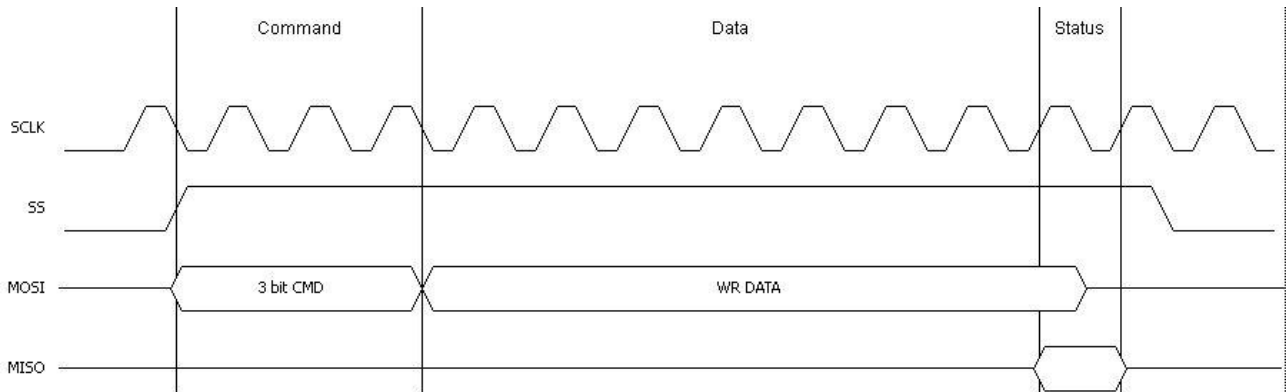 Command Data Status
SCLK
SS
MOSI 3 bit CMD WR DATA
MISO